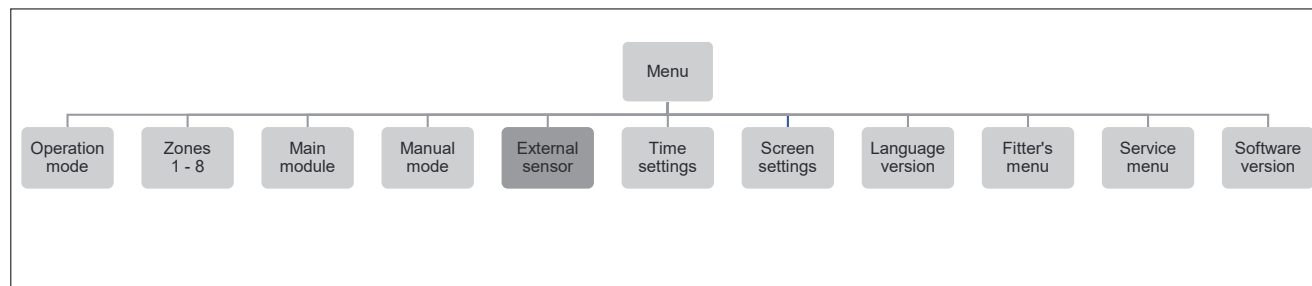 Menu
Operation
mode
Zones
1 - 8
Main
module
Manual
mode
External
sensor
Time
settings
Screen
settings
Language
version
Fitter's
menu
Service
menu
Software
version